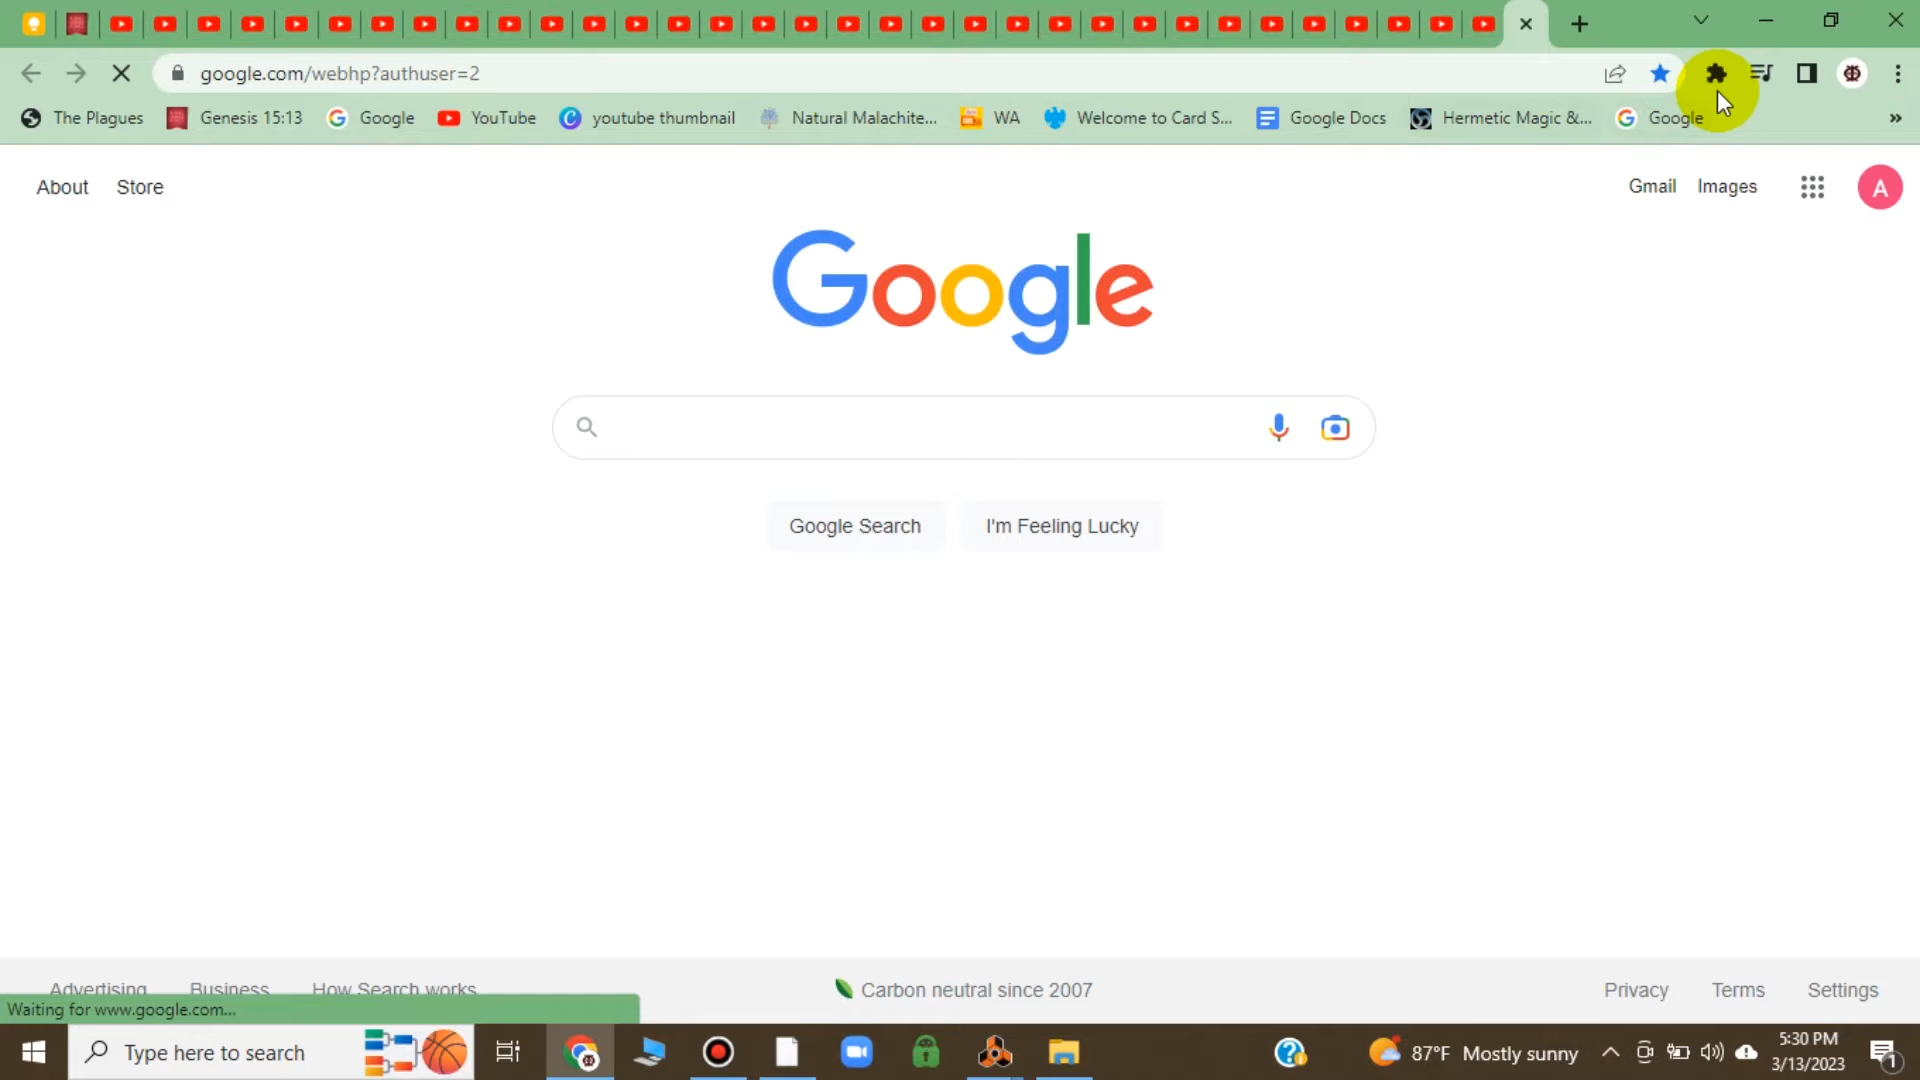 google.com/webhp?authuser=2
The Plagues Genesis 15:13 Google YouTube youtube thumbnail Natural Malachite... WA Welcome to Card S... Google Docs Hermetic Magic &... Google »
About Store Gmail Images A
Google
Google Search I'm Feeling Lucky
Advertising Business How Search works Carbon neutral since 2007 Privacy Terms Settings
Waiting for www.google.com...
Type here to search 87°F Mostly sunny 5:30 PM
3/13/2023 1